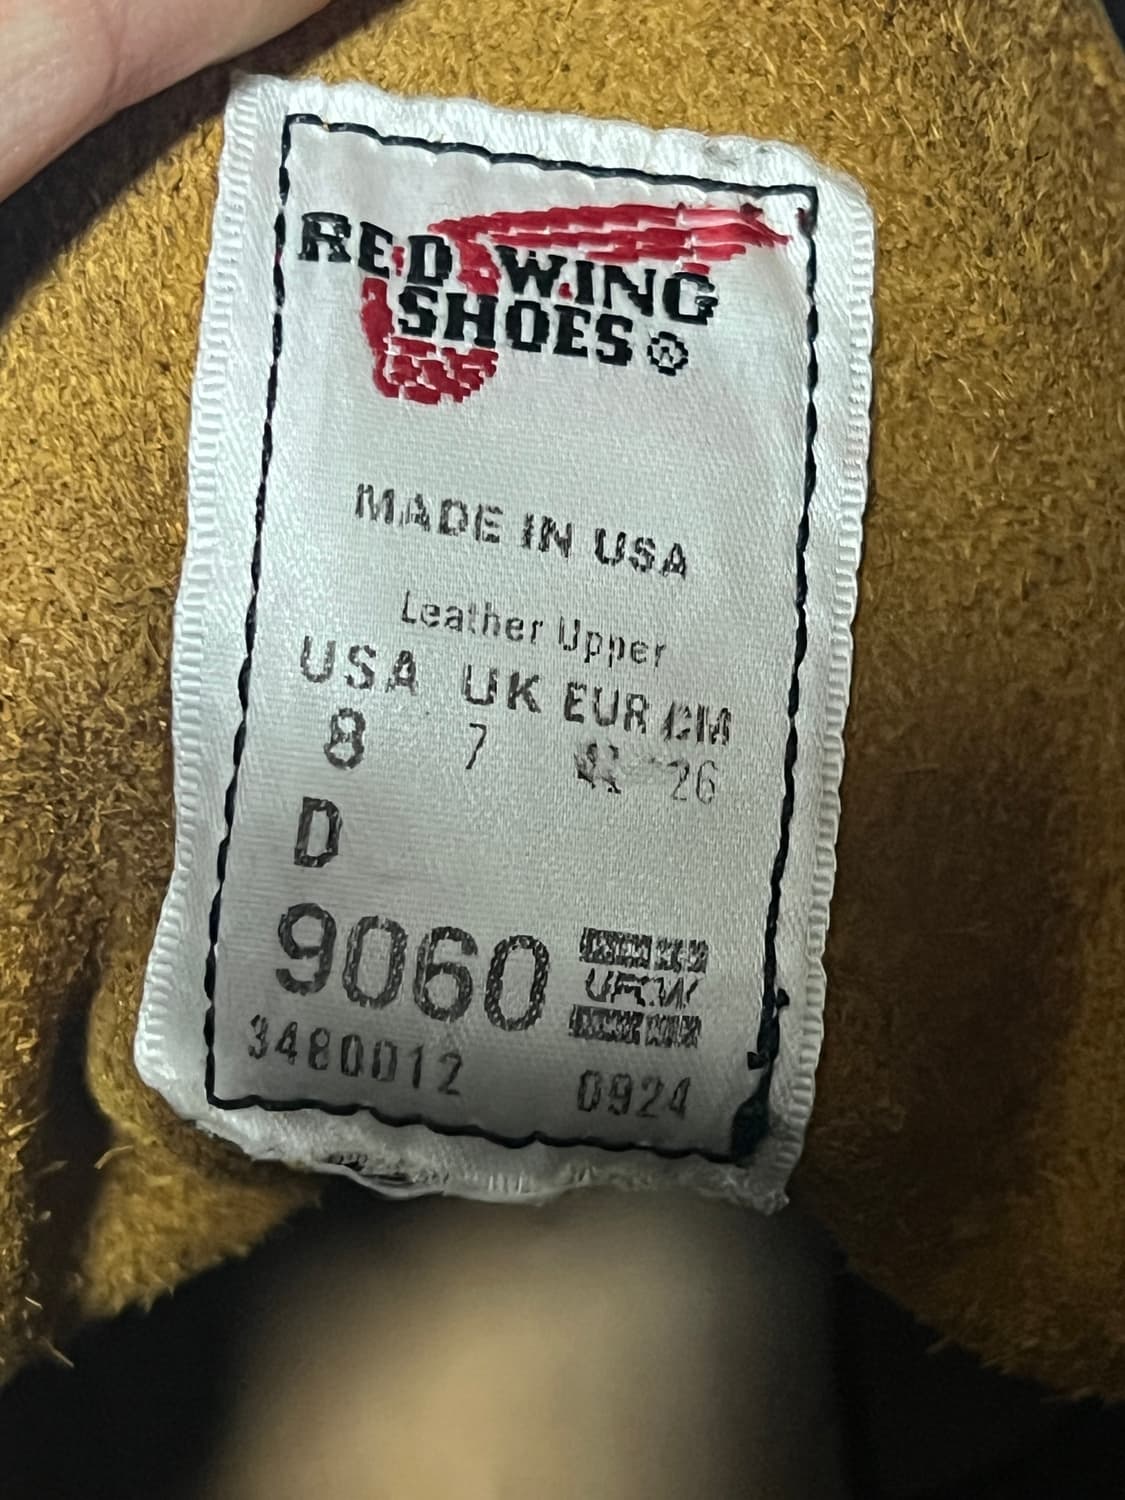 RED WING
SHOES®
MADE IN USA
Leather Upper
USA UK EUR CM
8 7 41 26
D
9060
UFCW
3480012 0924